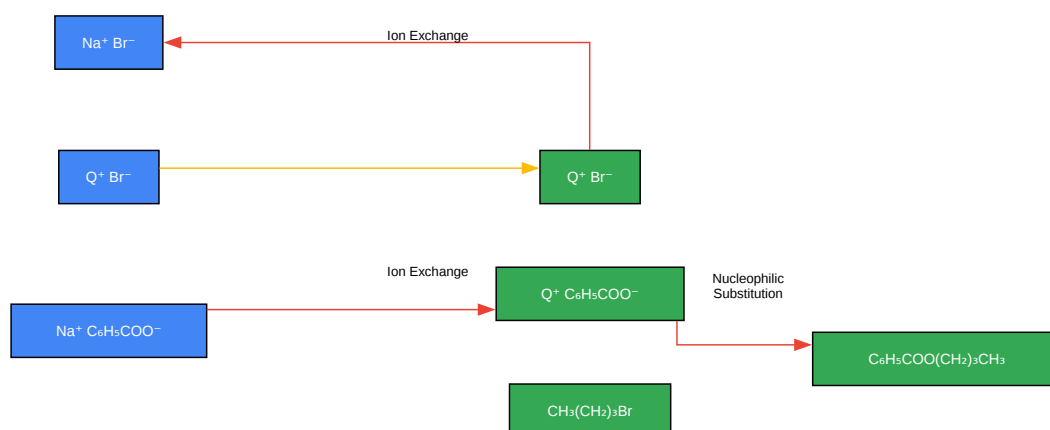 Na⁺ Br⁻
Ion Exchange
Q⁺ Br⁻
Q⁺ Br⁻
Ion Exchange
Q⁺ C₆H₅COO⁻
Nucleophilic
Substitution
Na⁺ C₆H₅COO⁻
C₆H₅COO(CH₂)₃CH₃
CH₃(CH₂)₃Br